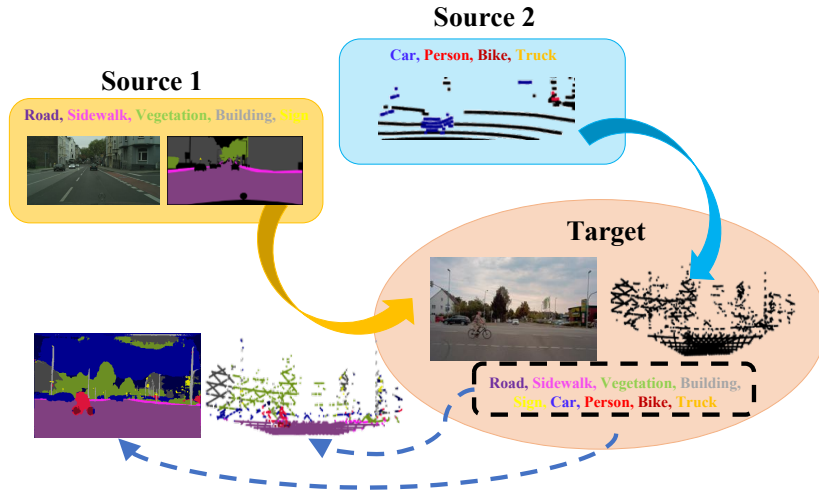 Source 2
Car, Person, Bike, Truck
Source 1
Road, Sidewalk, Vegetation, Building, Sign
Target
Road, Sidewalk, Vegetation, Building,
Sign, Car, Person, Bike, Truck